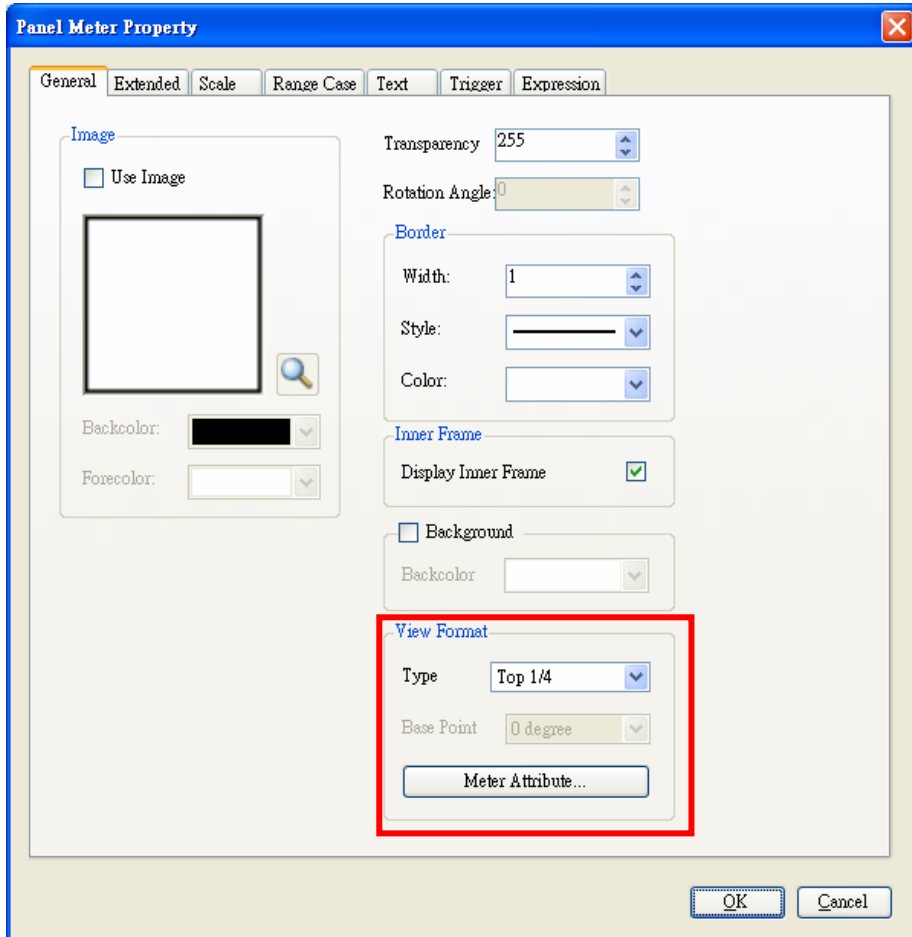 Panel Meter Property
General Extended Scale Range Case Text Trigger Expression
Image
Use Image
Backcolor:
Forecolor:
Transparency 255
Rotation Angle: 0
Border
Width: 1
Style:
Color:
Inner Frame
Display Inner Frame
Background
Backcolor
View Format
Type Top 1/4
Base Point 0 degree
Meter Attribute...
OK Cancel